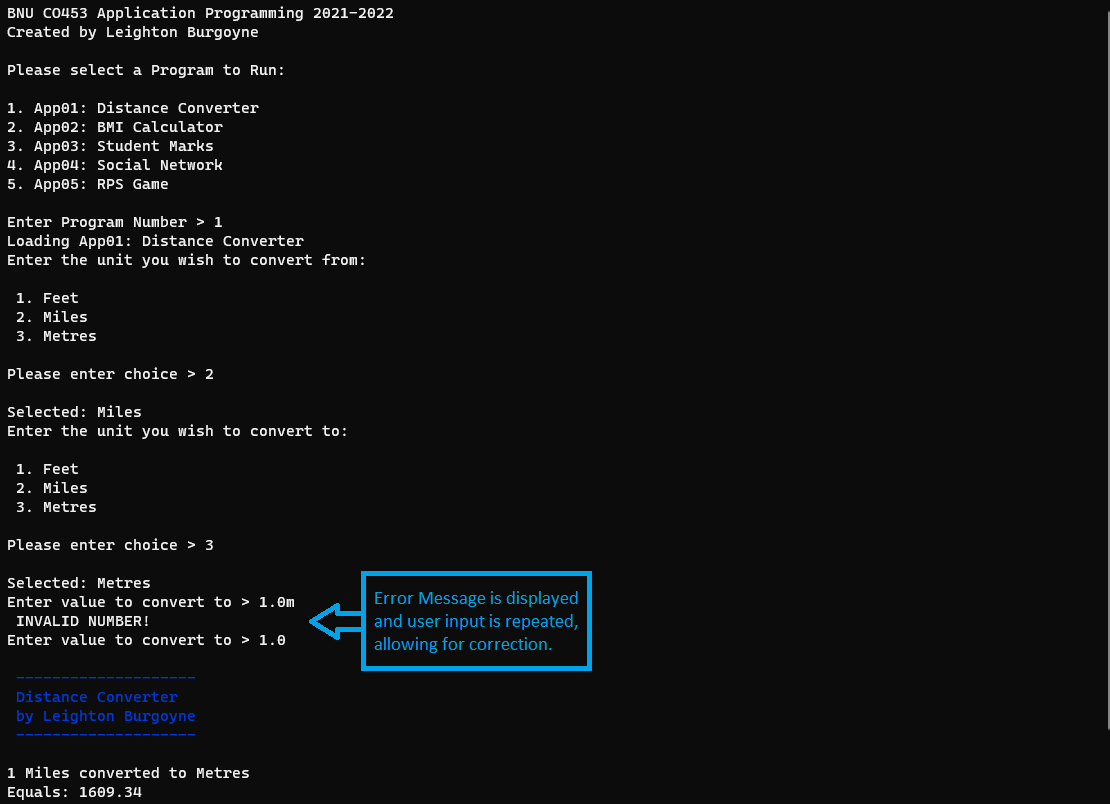 BNU CO453 Application Programming 2021-2022
Created by Leighton Burgoyne
Please select a Program to Run:
1. App01: Distance Converter
2. App02: BMI Calculator
3. App03: Student Marks
4. App04: Social Network
5. App05: RPS Game
Enter Program Number > 1
Loading App01: Distance Converter
Enter the unit you wish to convert from:
1. Feet
2. Miles
3. Metres
Please enter choice > 2
Selected: Miles
Enter the unit you wish to convert to:
1. Feet
2. Miles
3. Metres
Please enter choice > 3
Selected: Metres
Enter value to convert to > 1.0m
INVALID NUMBER!
Enter value to convert to > 1.0
Error Message is displayed
and user input is repeated,
allowing for correction.
--------------------
Distance Converter
by Leighton Burgoyne
--------------------
1 Miles converted to Metres
Equals: 1609.34